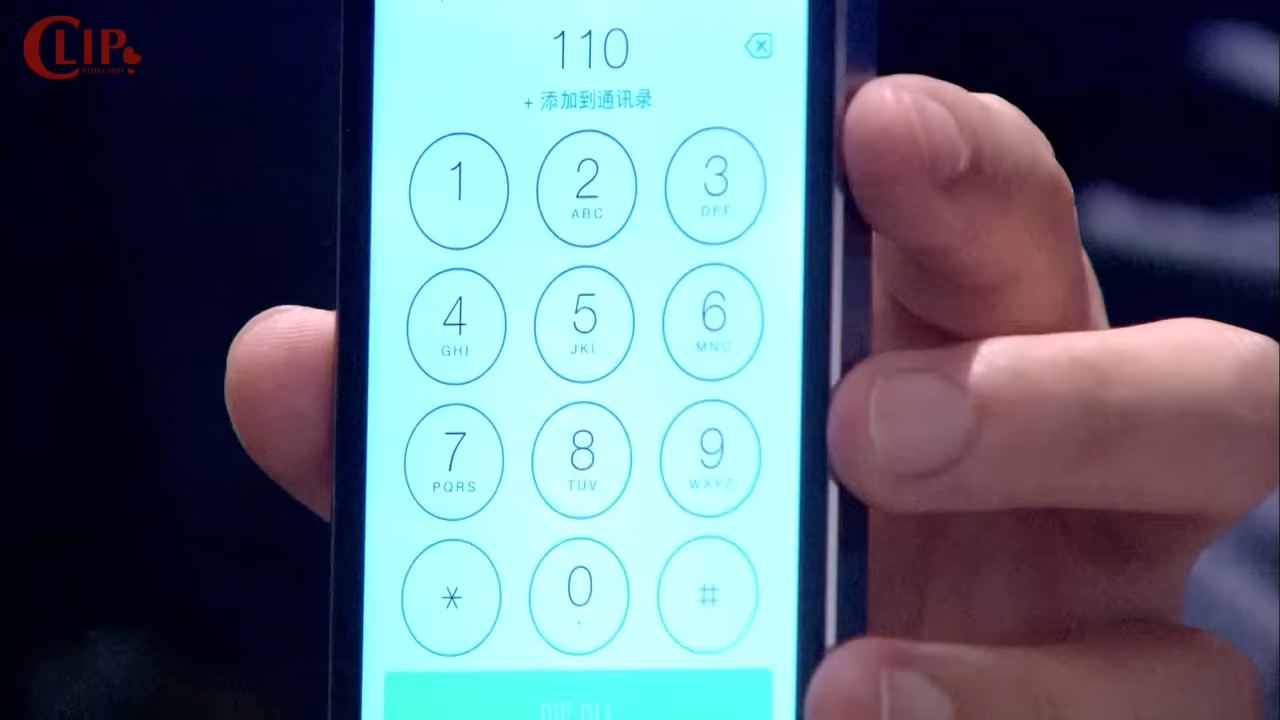 CLIP
110
+ 添加到通讯录
1 2 3
ABC DEF
4 5 6
GHI JKL MNO
7 8 9
PQRS TUV WXYZ
* 0 #
+